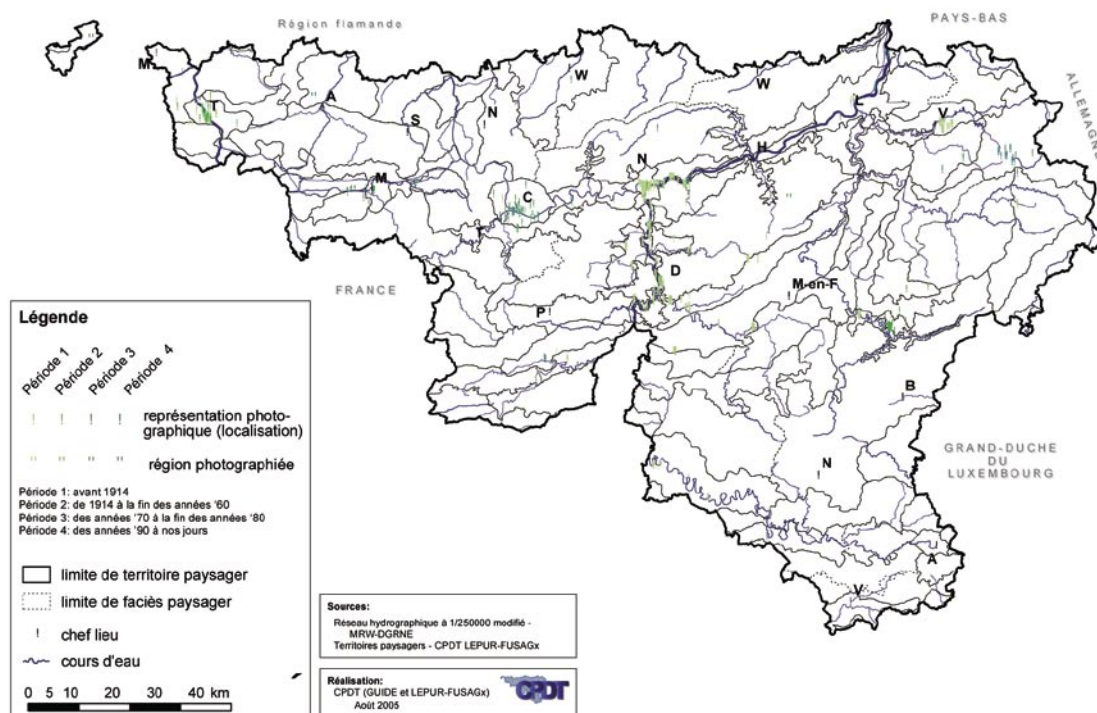 Région flamande
PAYS-BAS
ALLEMAGNE
M
T
A
S
N
W
W
L
V
H
N
M
C
T
D
M-en-F
P
FRANCE
B
N
GRAND-DUCHE
DU
LUXEMBOURG
A
V
Légende
Période 1
Période 2
Période 3
Période 4
représentation photo-
graphique (localisation)
région photographiée
Période 1: avant 1914
Période 2: de 1914 à la fin des années '60
Période 3: des années '70 à la fin des années '80
Période 4: des années '90 à nos jours
limite de territoire paysager
limite de faciès paysager
chef lieu
cours d'eau
0 5 10 20 30 40 km
Sources:
Réseau hydrographique à 1/250000 modifié -
MRW-DGRNE
Territoires paysagers - CPDT LEPUR-FUSAGx
Réalisation:
CPDT (GUIDE et LEPUR-FUSAGx)
Août 2005
CPDT